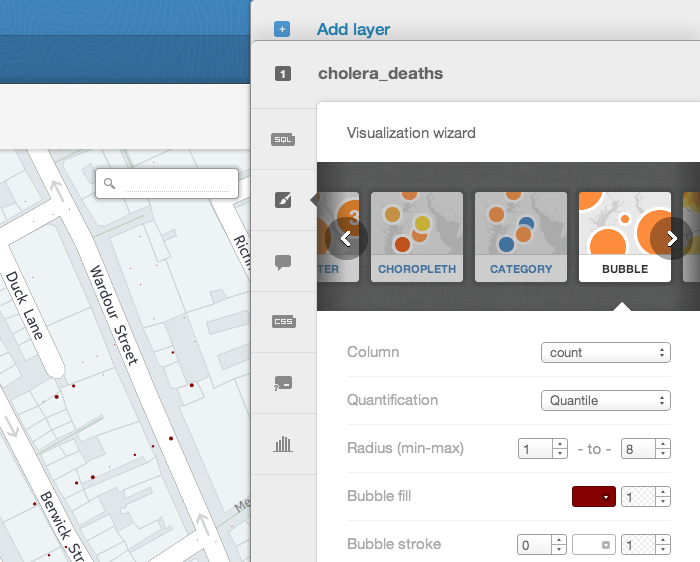 Add layer
1 cholera_deaths
SQL
Visualization wizard
3
TER
CHOROPLETH
CATEGORY
BUBBLE
CSS
Column count
Quantification Quantile
Radius (min-max) 1 - to - 8
Bubble fill 1
Bubble stroke 0 1
Duck Lane
Wardour Street
Richm
Berwick Street
Me